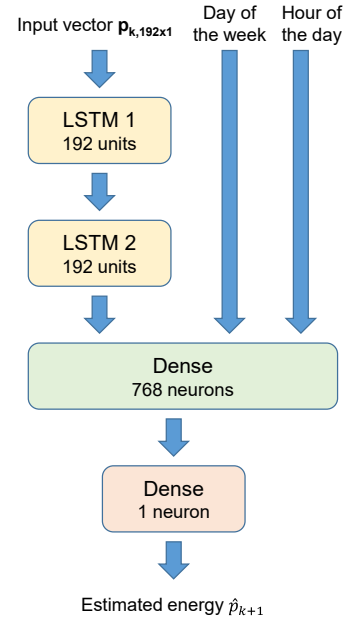 Input vector p_k,192x1
Day of
the week
Hour of
the day
LSTM 1
192 units
LSTM 2
192 units
Dense
768 neurons
Dense
1 neuron
Estimated energy p̂_{k+1}